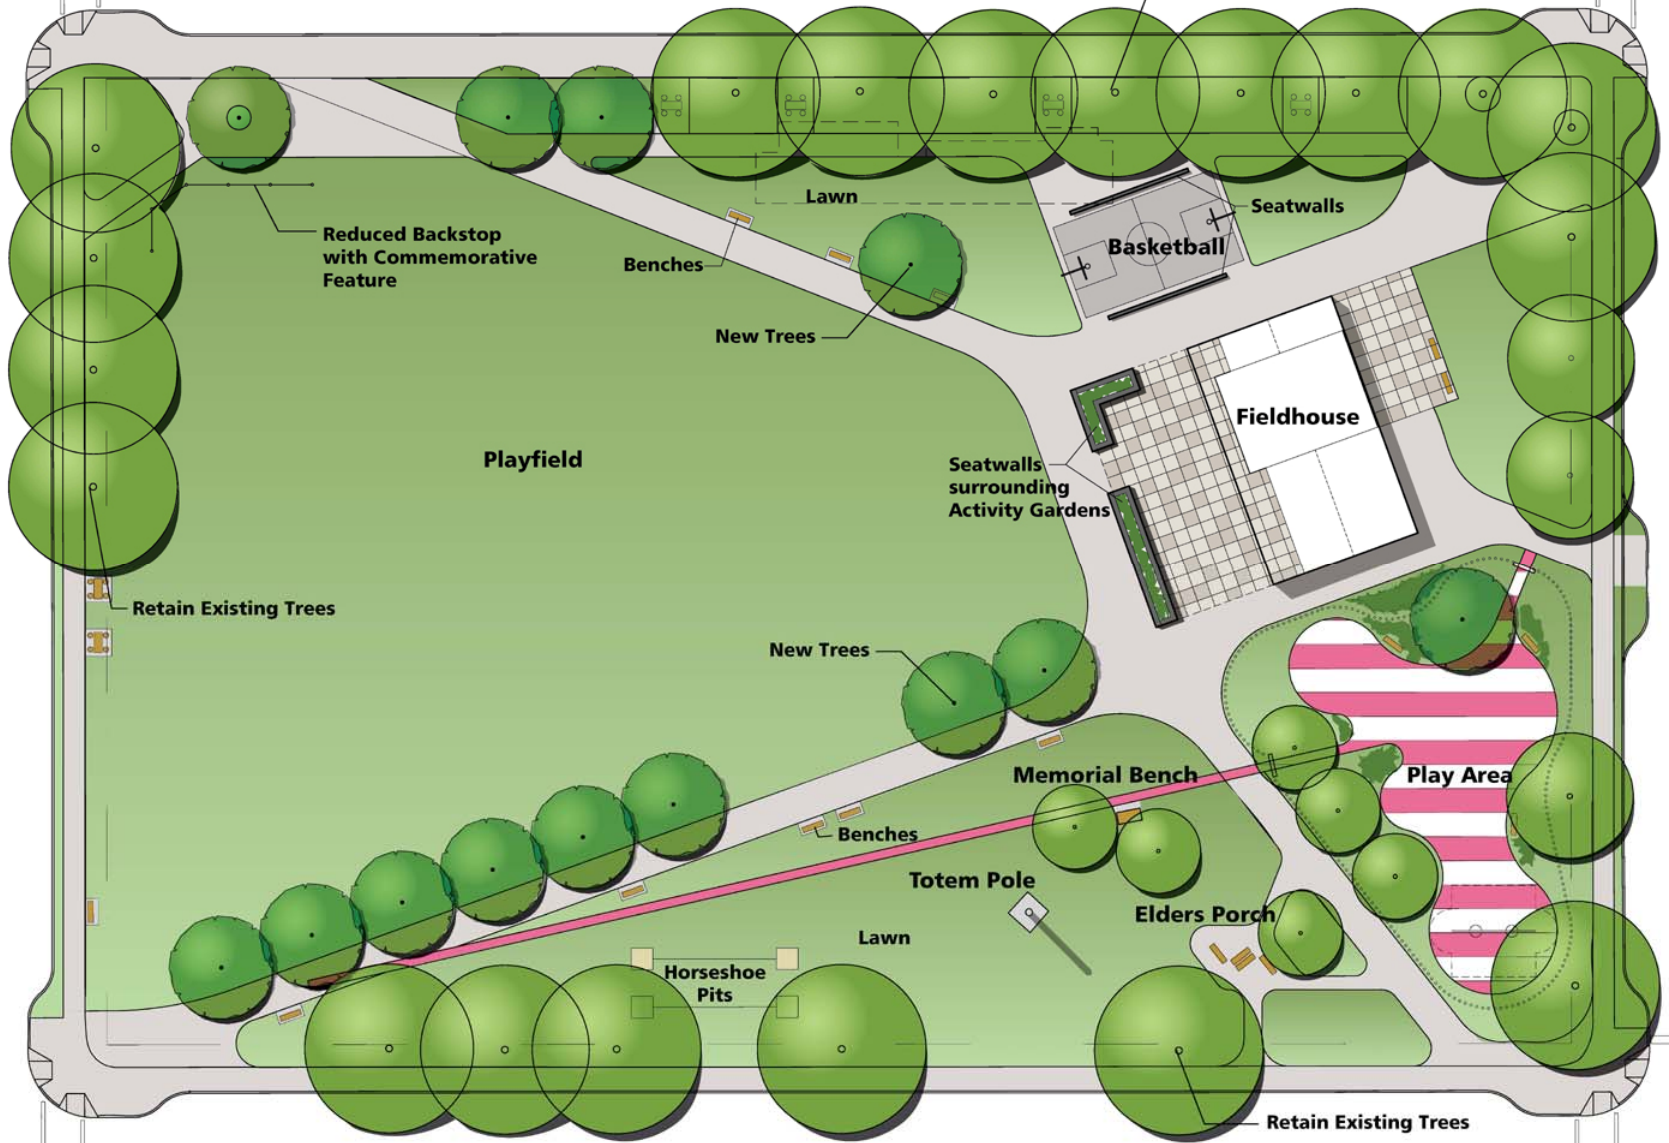 Lawn
Seatwalls
Reduced Backstop
with Commemorative
Feature
Basketball
Benches
New Trees
Fieldhouse
Playfield
Seatwalls
surrounding
Activity Gardens
Retain Existing Trees
New Trees
Memorial Bench
Play Area
Benches
Totem Pole
Elders Porch
Lawn
Horseshoe
Pits
Retain Existing Trees